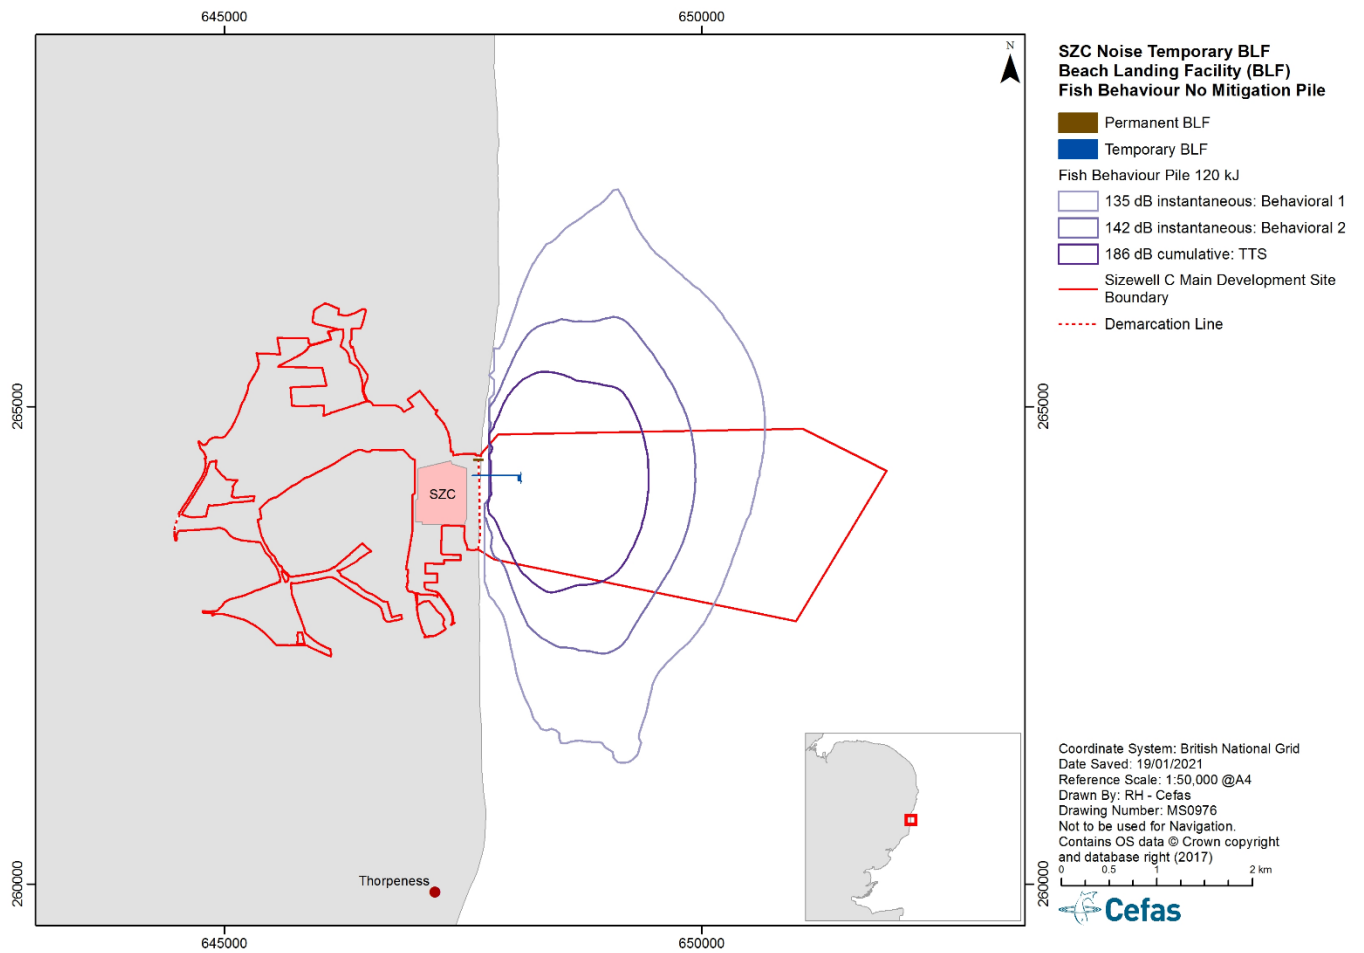 645000
650000
N
SZC Noise Temporary BLF
Beach Landing Facility (BLF)
Fish Behaviour No Mitigation Pile
Permanent BLF
Temporary BLF
Fish Behaviour Pile 120 kJ
135 dB instantaneous: Behavioral 1
142 dB instantaneous: Behavioral 2
186 dB cumulative: TTS
Sizewell C Main Development Site
Boundary
Demarcation Line
265000
265000
SZC
Thorpeness
260000
260000
Coordinate System: British National Grid
Date Saved: 19/01/2021
Reference Scale: 1:50,000 @A4
Drawn By: RH - Cefas
Drawing Number: MS0976
Not to be used for Navigation.
Contains OS data © Crown copyright
and database right (2017)
0 0.5 1 2 km
Cefas
645000
650000